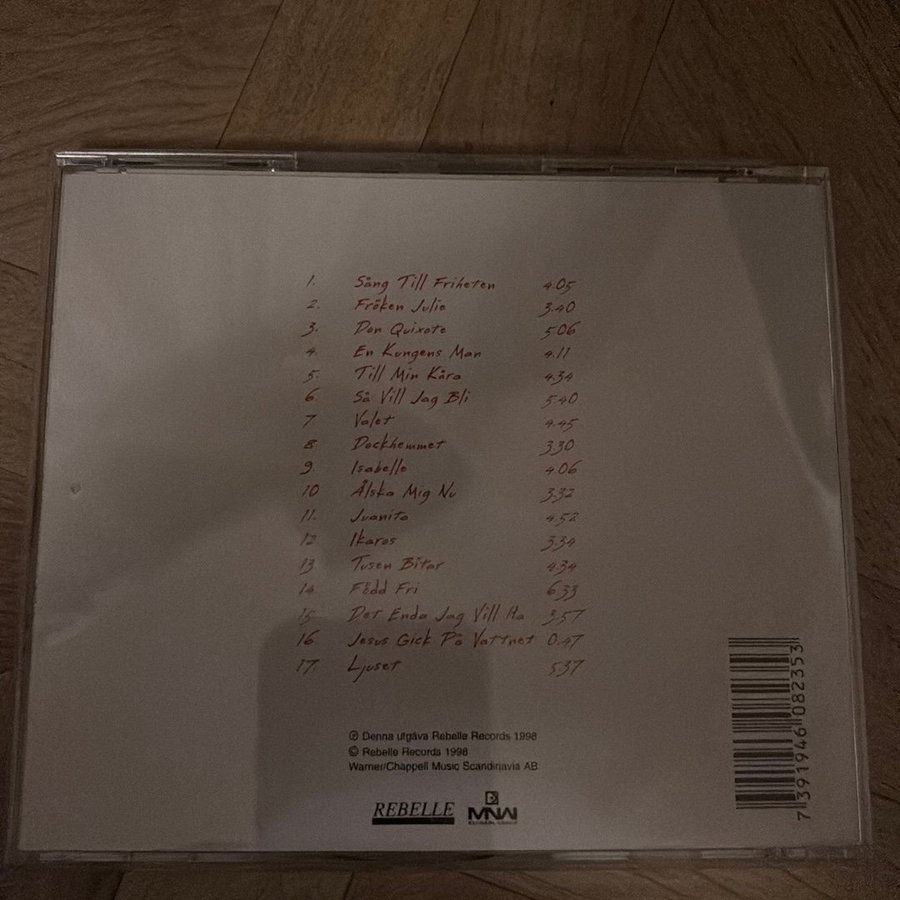 1. Sång Till Friheten 4.05
2. Fröken Julie 3.40
3. Don Quixote 5.06
4. En Kungens Man 4.11
5. Till Min Kära 4.34
6. Så Vill Jag Bli 5.40
7. Valet 4.45
8. Dockhemmet 3.30
9. Isabelle 4.06
10 Älska Mig Nu 3.32
11. Juanita 4.52
12 Ikaros 3.34
13 Tusen Bitar 4.34
14 Född Fri 6.33
15 Det Enda Jag Vill Ha 3.57
16. Jesus Gick På Vattnet 0.47
17. Ljuset 5.37
℗ Denna utgåva Rebelle Records 1998
© Rebelle Records 1998
Warner/Chappell Music Scandinavia AB
REBELLE
MNW
7 391946 082353